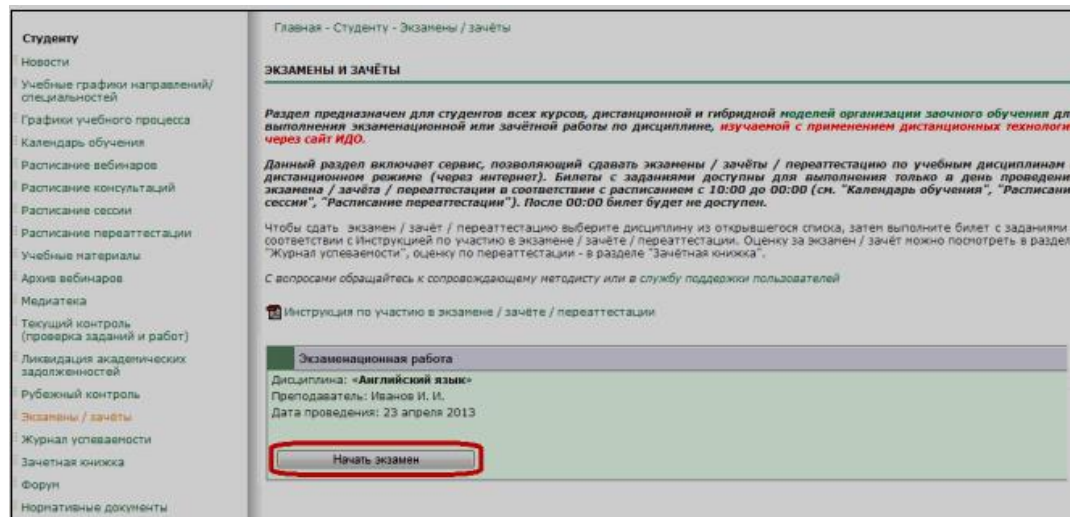 Студенту
Новости
Учебные графики направлений/
специальностей
Графики учебного процесса
Календарь обучения
Расписание вебинаров
Расписание консультаций
Расписание сессии
Расписание переаттестации
Учебные материалы
Архив вебинаров
Медиатека
Текущий контроль
(проверка заданий и работ)
Ликвидация академических
задолженностей
Рубежный контроль
Экзамены / зачёты
Журнал успеваемости
Зачетная книжка
Форум
Нормативные документы
Главная - Студенту - Экзамены / зачёты
ЭКЗАМЕНЫ И ЗАЧЁТЫ
Раздел предназначен для студентов всех курсов, дистанционной и гибридной моделей организации заочного обучения дл
выполнения экзаменационной или зачётной работы по дисциплине, изучаемой с применением дистанционных технологи
через сайт ИДО.
Данный раздел включает сервис, позволяющий сдавать экзамены / зачёты / переаттестацию по учебным дисциплинам
дистанционном режиме (через интернет). Билеты с заданиями доступны для выполнения только в день проведени
экзамена / зачёта / переаттестации в соответствии с расписанием с 10:00 до 00:00 (см. "Календарь обучения", "Расписани
сессии", "Расписание переаттестации"). После 00:00 билет будет не доступен.
Чтобы сдать экзамен / зачёт / переаттестацию выберите дисциплину из открывшегося списка, затем выполните билет с заданиями
соответствии с Инструкцией по участию в экзамене / зачёте / переаттестации. Оценку за экзамен / зачёт можно посмотреть в раздел
"Журнал успеваемости", оценку по переаттестации - в разделе "Зачётная книжка".
С вопросами обращайтесь к сопровождающему методисту или в службу поддержки пользователей
Инструкция по участию в экзамене / зачёте / переаттестации
Экзаменационная работа
Дисциплина: «Английский язык»
Преподаватель: Иванов И. И.
Дата проведения: 23 апреля 2013
Начать экзамен